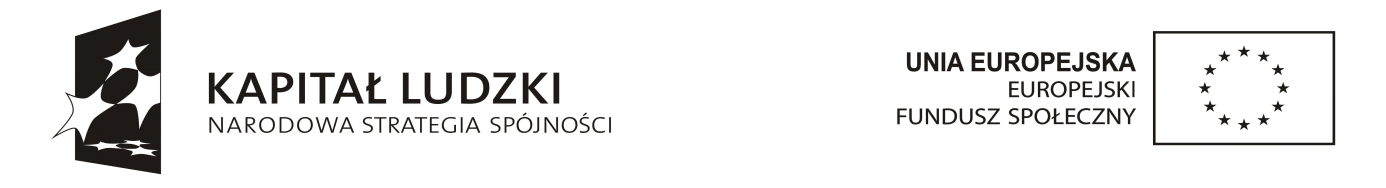 KAPITAŁ LUDZKI
NARODOWA STRATEGIA SPÓJNOŚCI
UNIA EUROPEJSKA
EUROPEJSKI
FUNDUSZ SPOŁECZNY